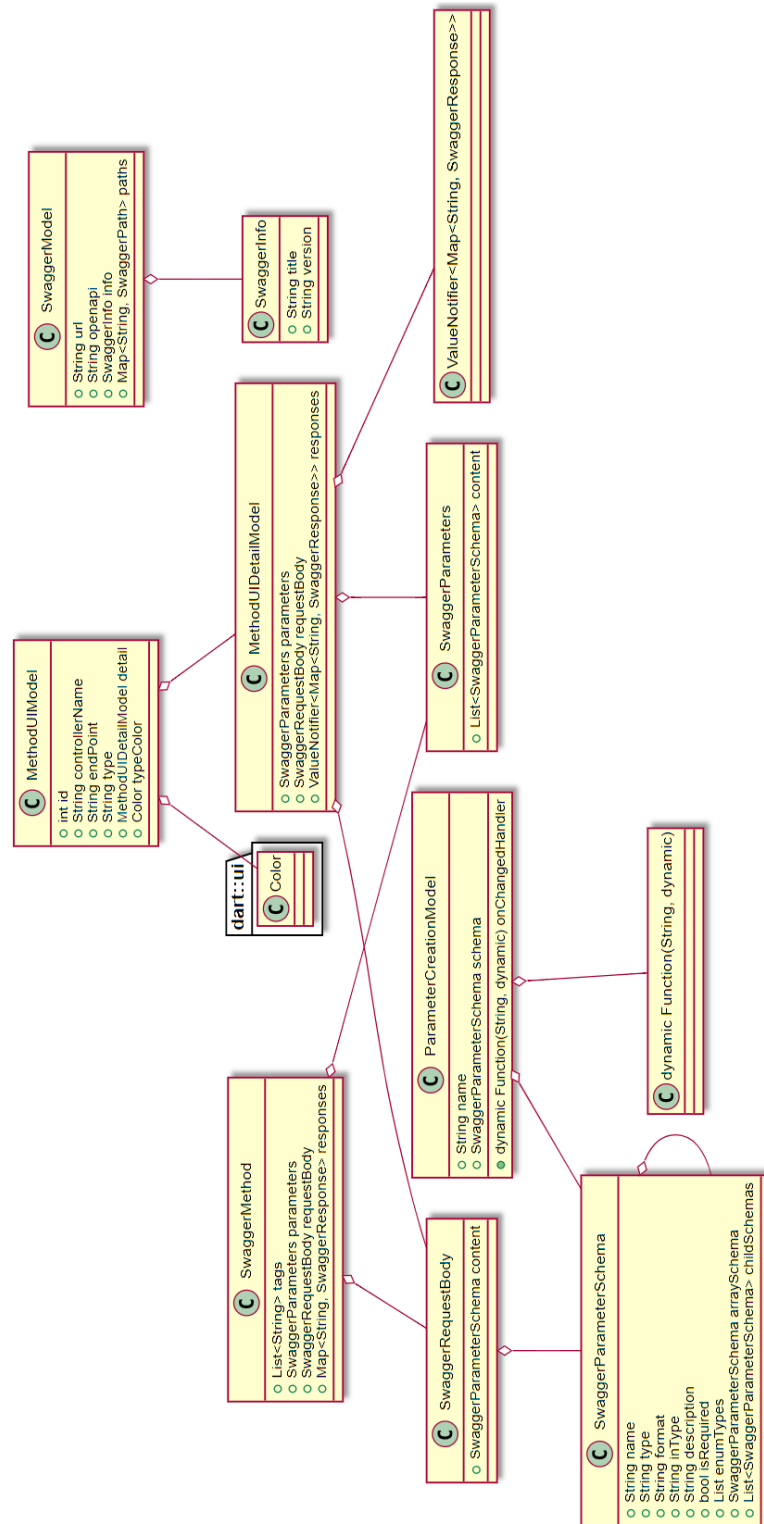 C SwaggerMethod
List<String> tags
SwaggerParameters parameters
SwaggerRequestBody requestBody
Map<String, SwaggerResponse> responses
C MethodUIModel
int id
String controllerName
String endPoint
String type
MethodUIDetailModel detail
Color typeColor
C SwaggerModel
String url
String openapi
SwaggerInfo info
Map<String, SwaggerPath> paths
dart::ui
C Color
C MethodUIDetailModel
SwaggerParameters parameters
SwaggerRequestBody requestBody
ValueNotifier<Map<String, SwaggerResponse>> responses
C SwaggerInfo
String title
String version
C SwaggerRequestBody
SwaggerParameterSchema content
C ParameterCreationModel
String name
SwaggerParameterSchema schema
dynamic Function(String, dynamic) onChangedHandler
C SwaggerParameters
List<SwaggerParameterSchema> content
C ValueNotifier<Map<String, SwaggerResponse>>
C SwaggerParameterSchema
String name
String type
String format
String inType
String description
bool isRequired
List enumTypes
SwaggerParameterSchema arraySchema
List<SwaggerParameterSchema> childSchemas
C dynamic Function(String, dynamic)